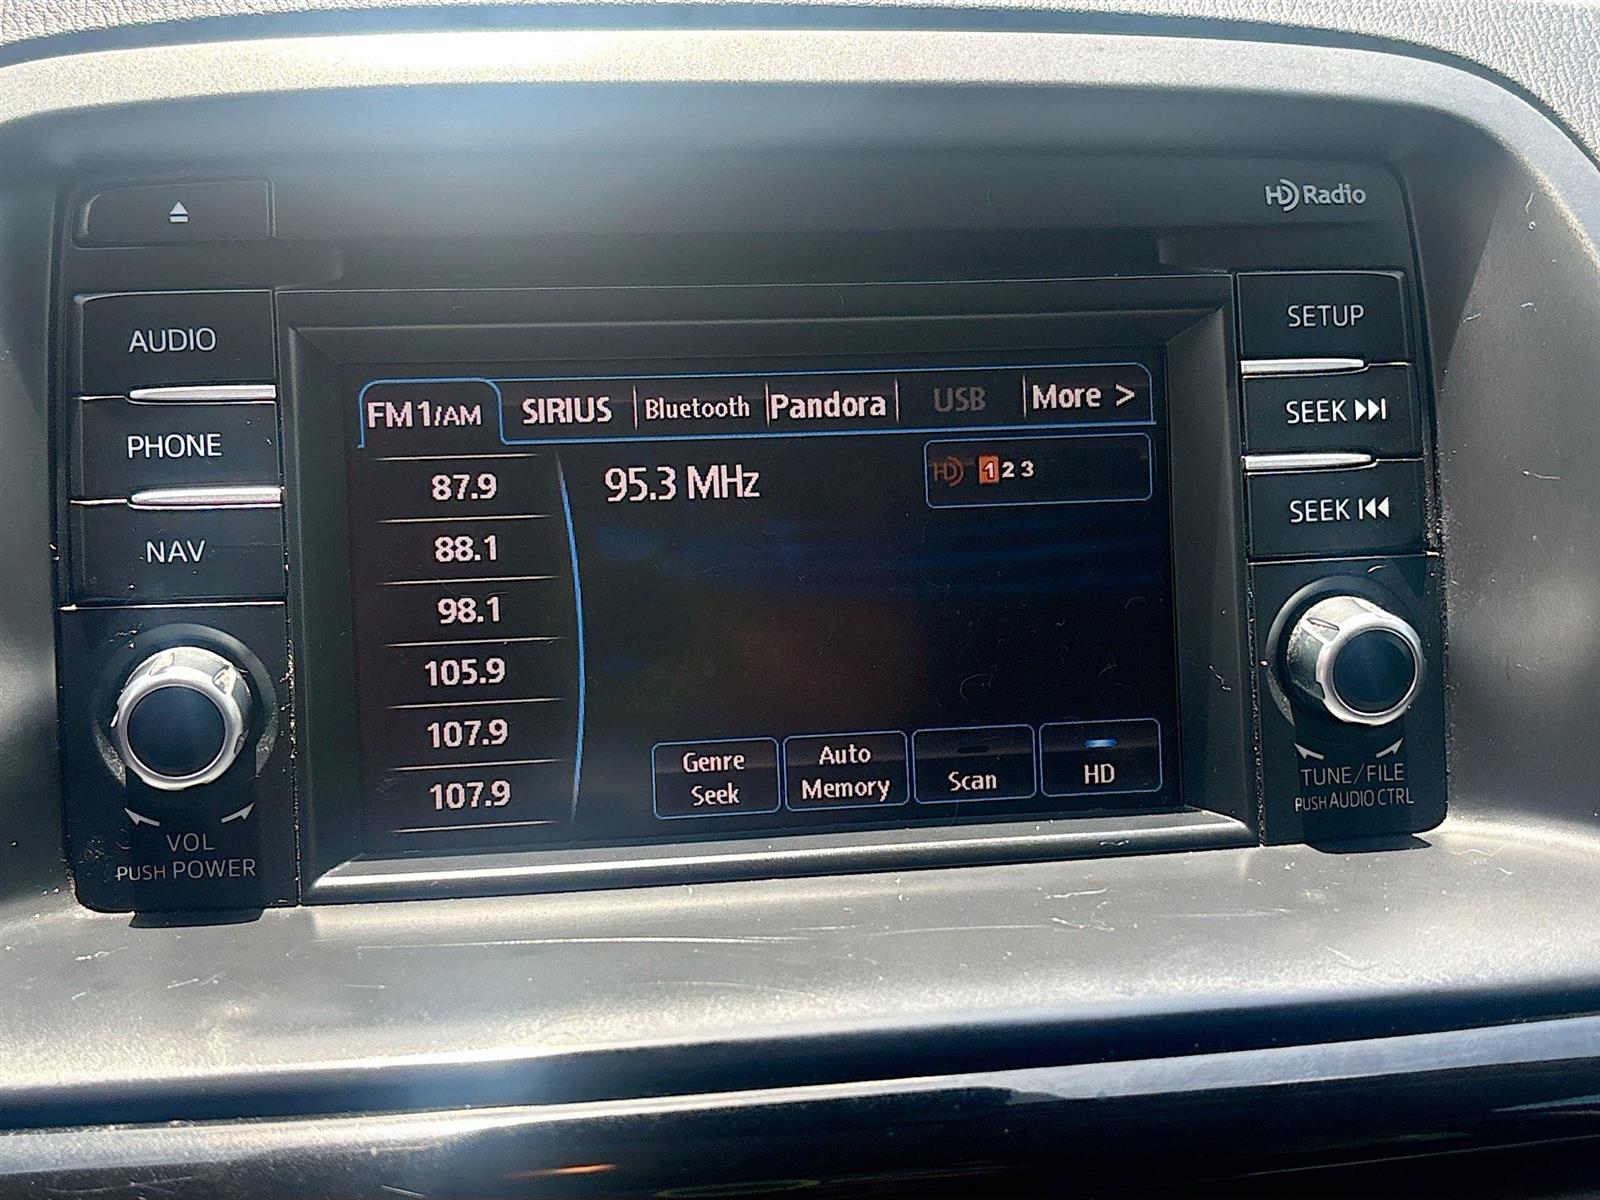 HD Radio
AUDIO
PHONE
NAV
VOL
PUSH POWER
FM1/AM SIRIUS Bluetooth Pandora USB More >
87.9
88.1
98.1
105.9
107.9
107.9
95.3 MHz
HD 1 2 3
Genre
Seek
Auto
Memory
Scan
HD
SETUP
SEEK
SEEK
TUNE/FILE
PUSH AUDIO CTRL